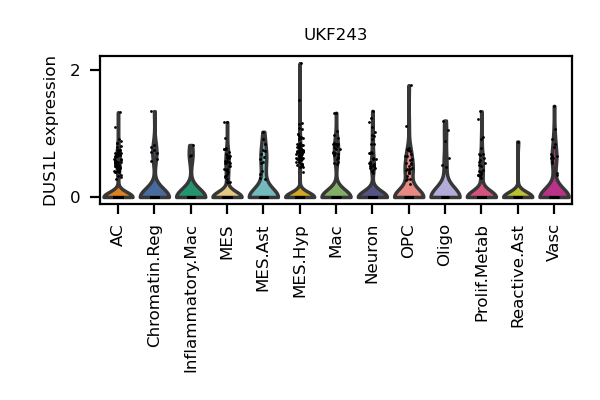 UKF243
DUS1L expression
2
0
AC
Chromatin.Reg
Inflammatory.Mac
MES
MES.Ast
MES.Hyp
Mac
Neuron
OPC
Oligo
Prolif.Metab
Reactive.Ast
Vasc